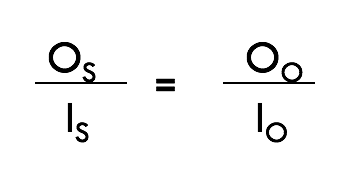 Os / Is = Oo / Io